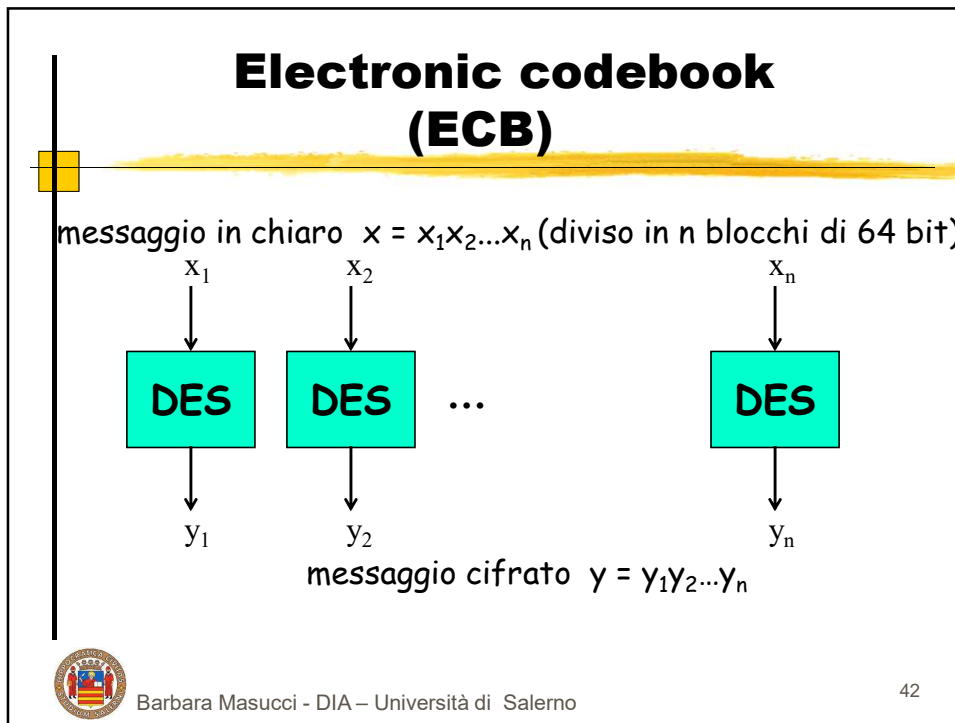 Electronic codebook
(ECB)
messaggio in chiaro x = x₁x₂...xₙ (diviso in n blocchi di 64 bit)
x₁ x₂ xₙ
DES DES ... DES
y₁ y₂ yₙ
messaggio cifrato y = y₁y₂...yₙ
Barbara Masucci - DIA – Università di Salerno
42